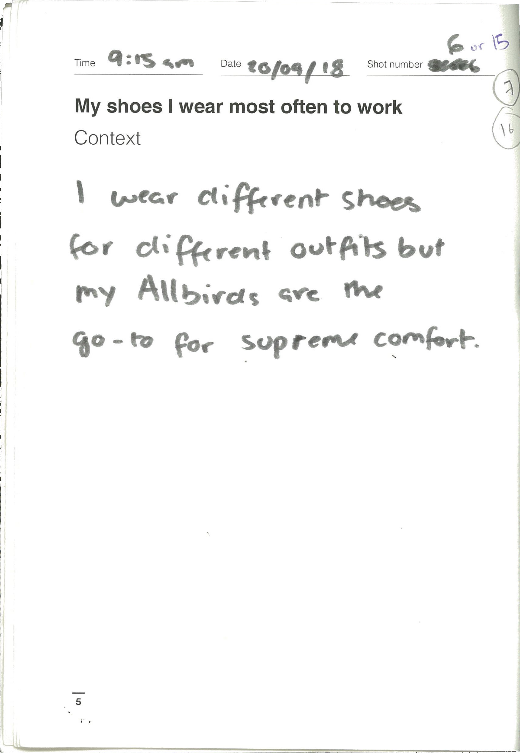 6 or 15
Time 9:15 am Date 20/09/18 Shot number
7
My shoes I wear most often to work
16
Context
I wear different shoes
for different outfits but
my Allbirds are the
go-to for supreme comfort.
5